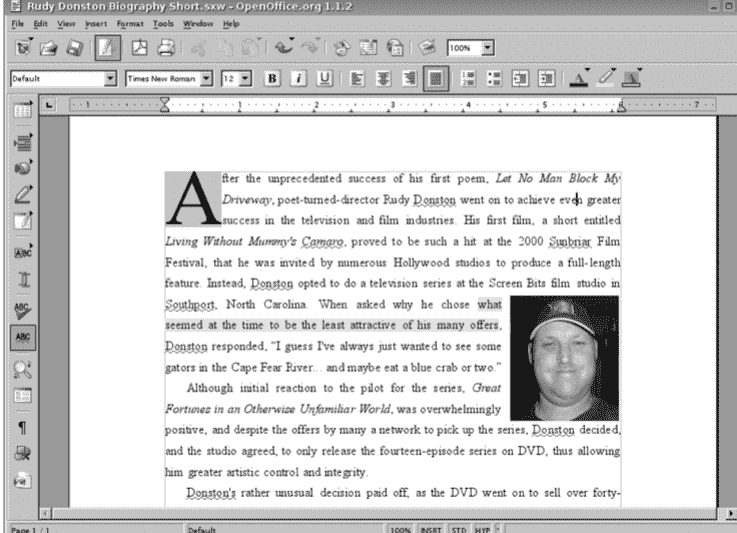 Rudy Donston Biography Short.sxw - OpenOffice.org 1.1.2
File Edit View Insert Format Tools Window Help
100%
Default Times New Roman 12 B i U A
1 1 2 3 4 5 6 7
After the unprecedented success of his first poem, Let No Man Block My
Driveway, poet-turned-director Rudy Donston went on to achieve even greater
success in the television and film industries. His first film, a short entitled
Living Without Mummy's Camaro, proved to be such a hit at the 2000 Sunbriar Film
Festival, that he was invited by numerous Hollywood studios to produce a full-length
feature. Instead, Donston opted to do a television series at the Screen Bits film studio in
Southport, North Carolina. When asked why he chose what
seemed at the time to be the least attractive of his many offers,
Donston responded, "I guess I've always just wanted to see some
gators in the Cape Fear River... and maybe eat a blue crab or two."
Although initial reaction to the pilot for the series, Great
Fortunes in an Otherwise Unfamiliar World, was overwhelmingly
positive, and despite the offers by many a network to pick up the series, Donston decided,
and the studio agreed, to only release the fourteen-episode series on DVD, thus allowing
him greater artistic control and integrity.
Donston's rather unusual decision paid off, as the DVD went on to sell over forty-
Page 1 / 1 Default 100% INSRT STD HYP